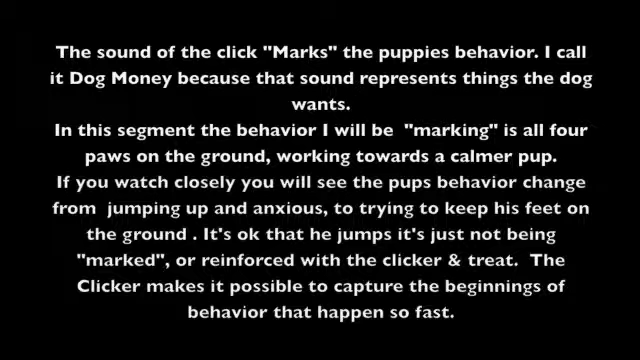 The sound of the click "Marks" the puppies behavior. I call
it Dog Money because that sound represents things the dog
wants.
In this segment the behavior I will be  "marking" is all four
paws on the ground, working towards a calmer pup.
If you watch closely you will see the pups behavior change
from  jumping up and anxious, to trying to keep his feet on
the ground . It's ok that he jumps it's just not being
"marked", or reinforced with the clicker & treat.  The
Clicker makes it possible to capture the beginnings of
behavior that happen so fast.